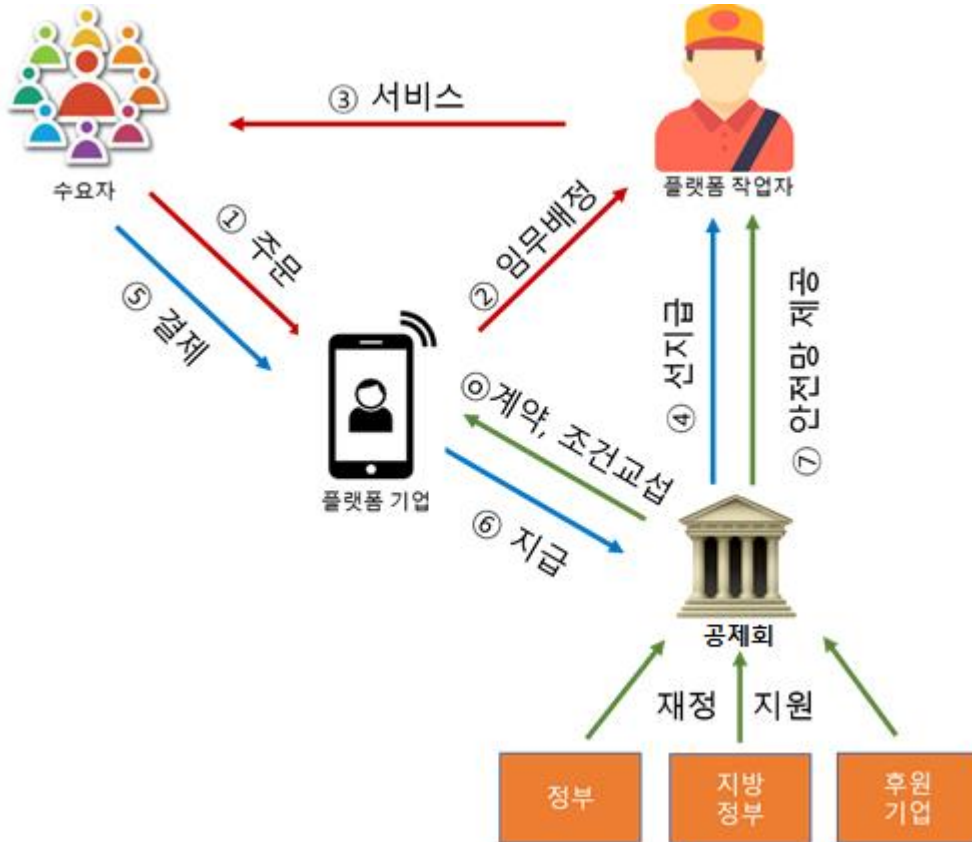 ③ 서비스
수요자
플랫폼 작업자
① 주문
② 임무배정
⑤ 결제
④ 선지급
⑦ 안전망 제공
◎계약, 조건교섭
플랫폼 기업
⑥ 지급
공제회
재정 지원
정부
지방
정부
후원
기업